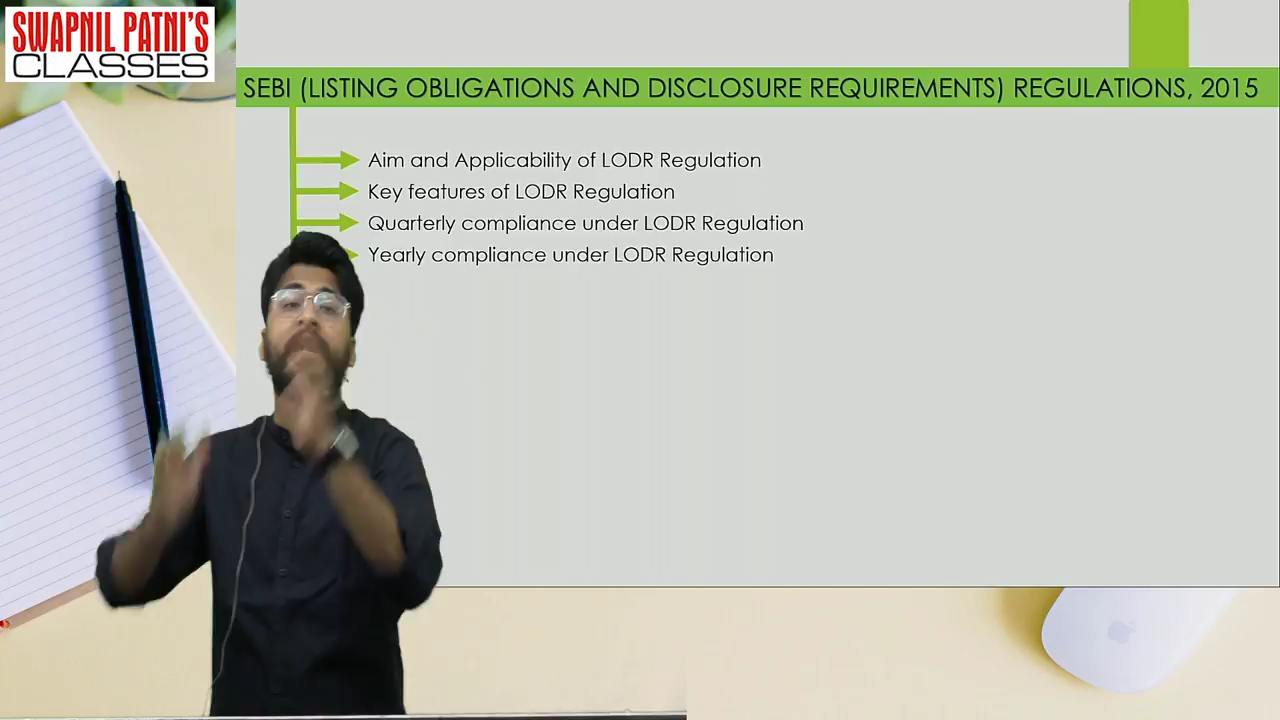 SWAPNIL PATNI'S
CLASSES
SEBI (LISTING OBLIGATIONS AND DISCLOSURE REQUIREMENTS) REGULATIONS, 2015
Aim and Applicability of LODR Regulation
Key features of LODR Regulation
Quarterly compliance under LODR Regulation
Yearly compliance under LODR Regulation